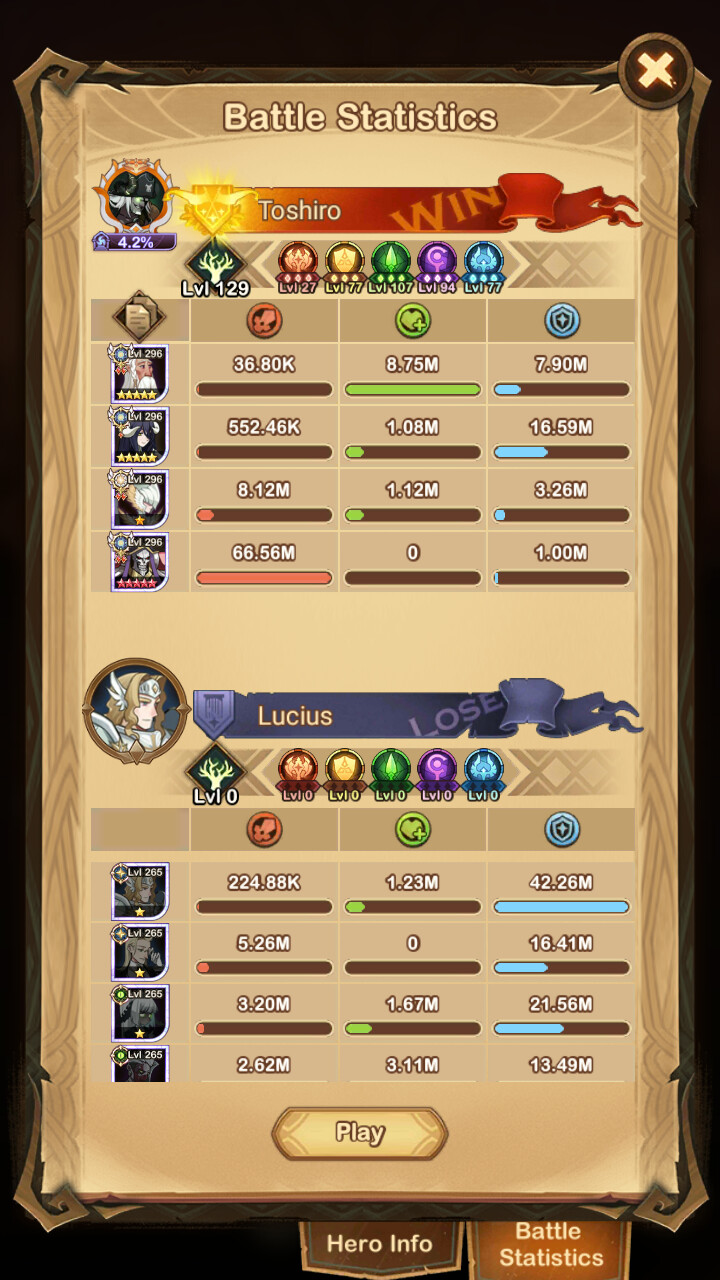 Battle Statistics
Toshiro
WIN
4.2%
Lvl 129
Lvl 27 Lvl 77 Lvl 107 Lvl 94 Lvl 77
Lvl 296
36.80K 8.75M 7.90M
Lvl 296
552.46K 1.08M 16.59M
Lvl 296
8.12M 1.12M 3.26M
Lvl 296
66.56M 0 1.00M
Lucius
LOSE
Lvl 0
Lvl 0 Lvl 0 Lvl 0 Lvl 0 Lvl 0
Lvl 265
224.88K 1.23M 42.26M
Lvl 265
5.26M 0 16.41M
Lvl 265
3.20M 1.67M 21.56M
Lvl 265
2.62M 3.11M 13.49M
Play
Hero Info
Battle
Statistics